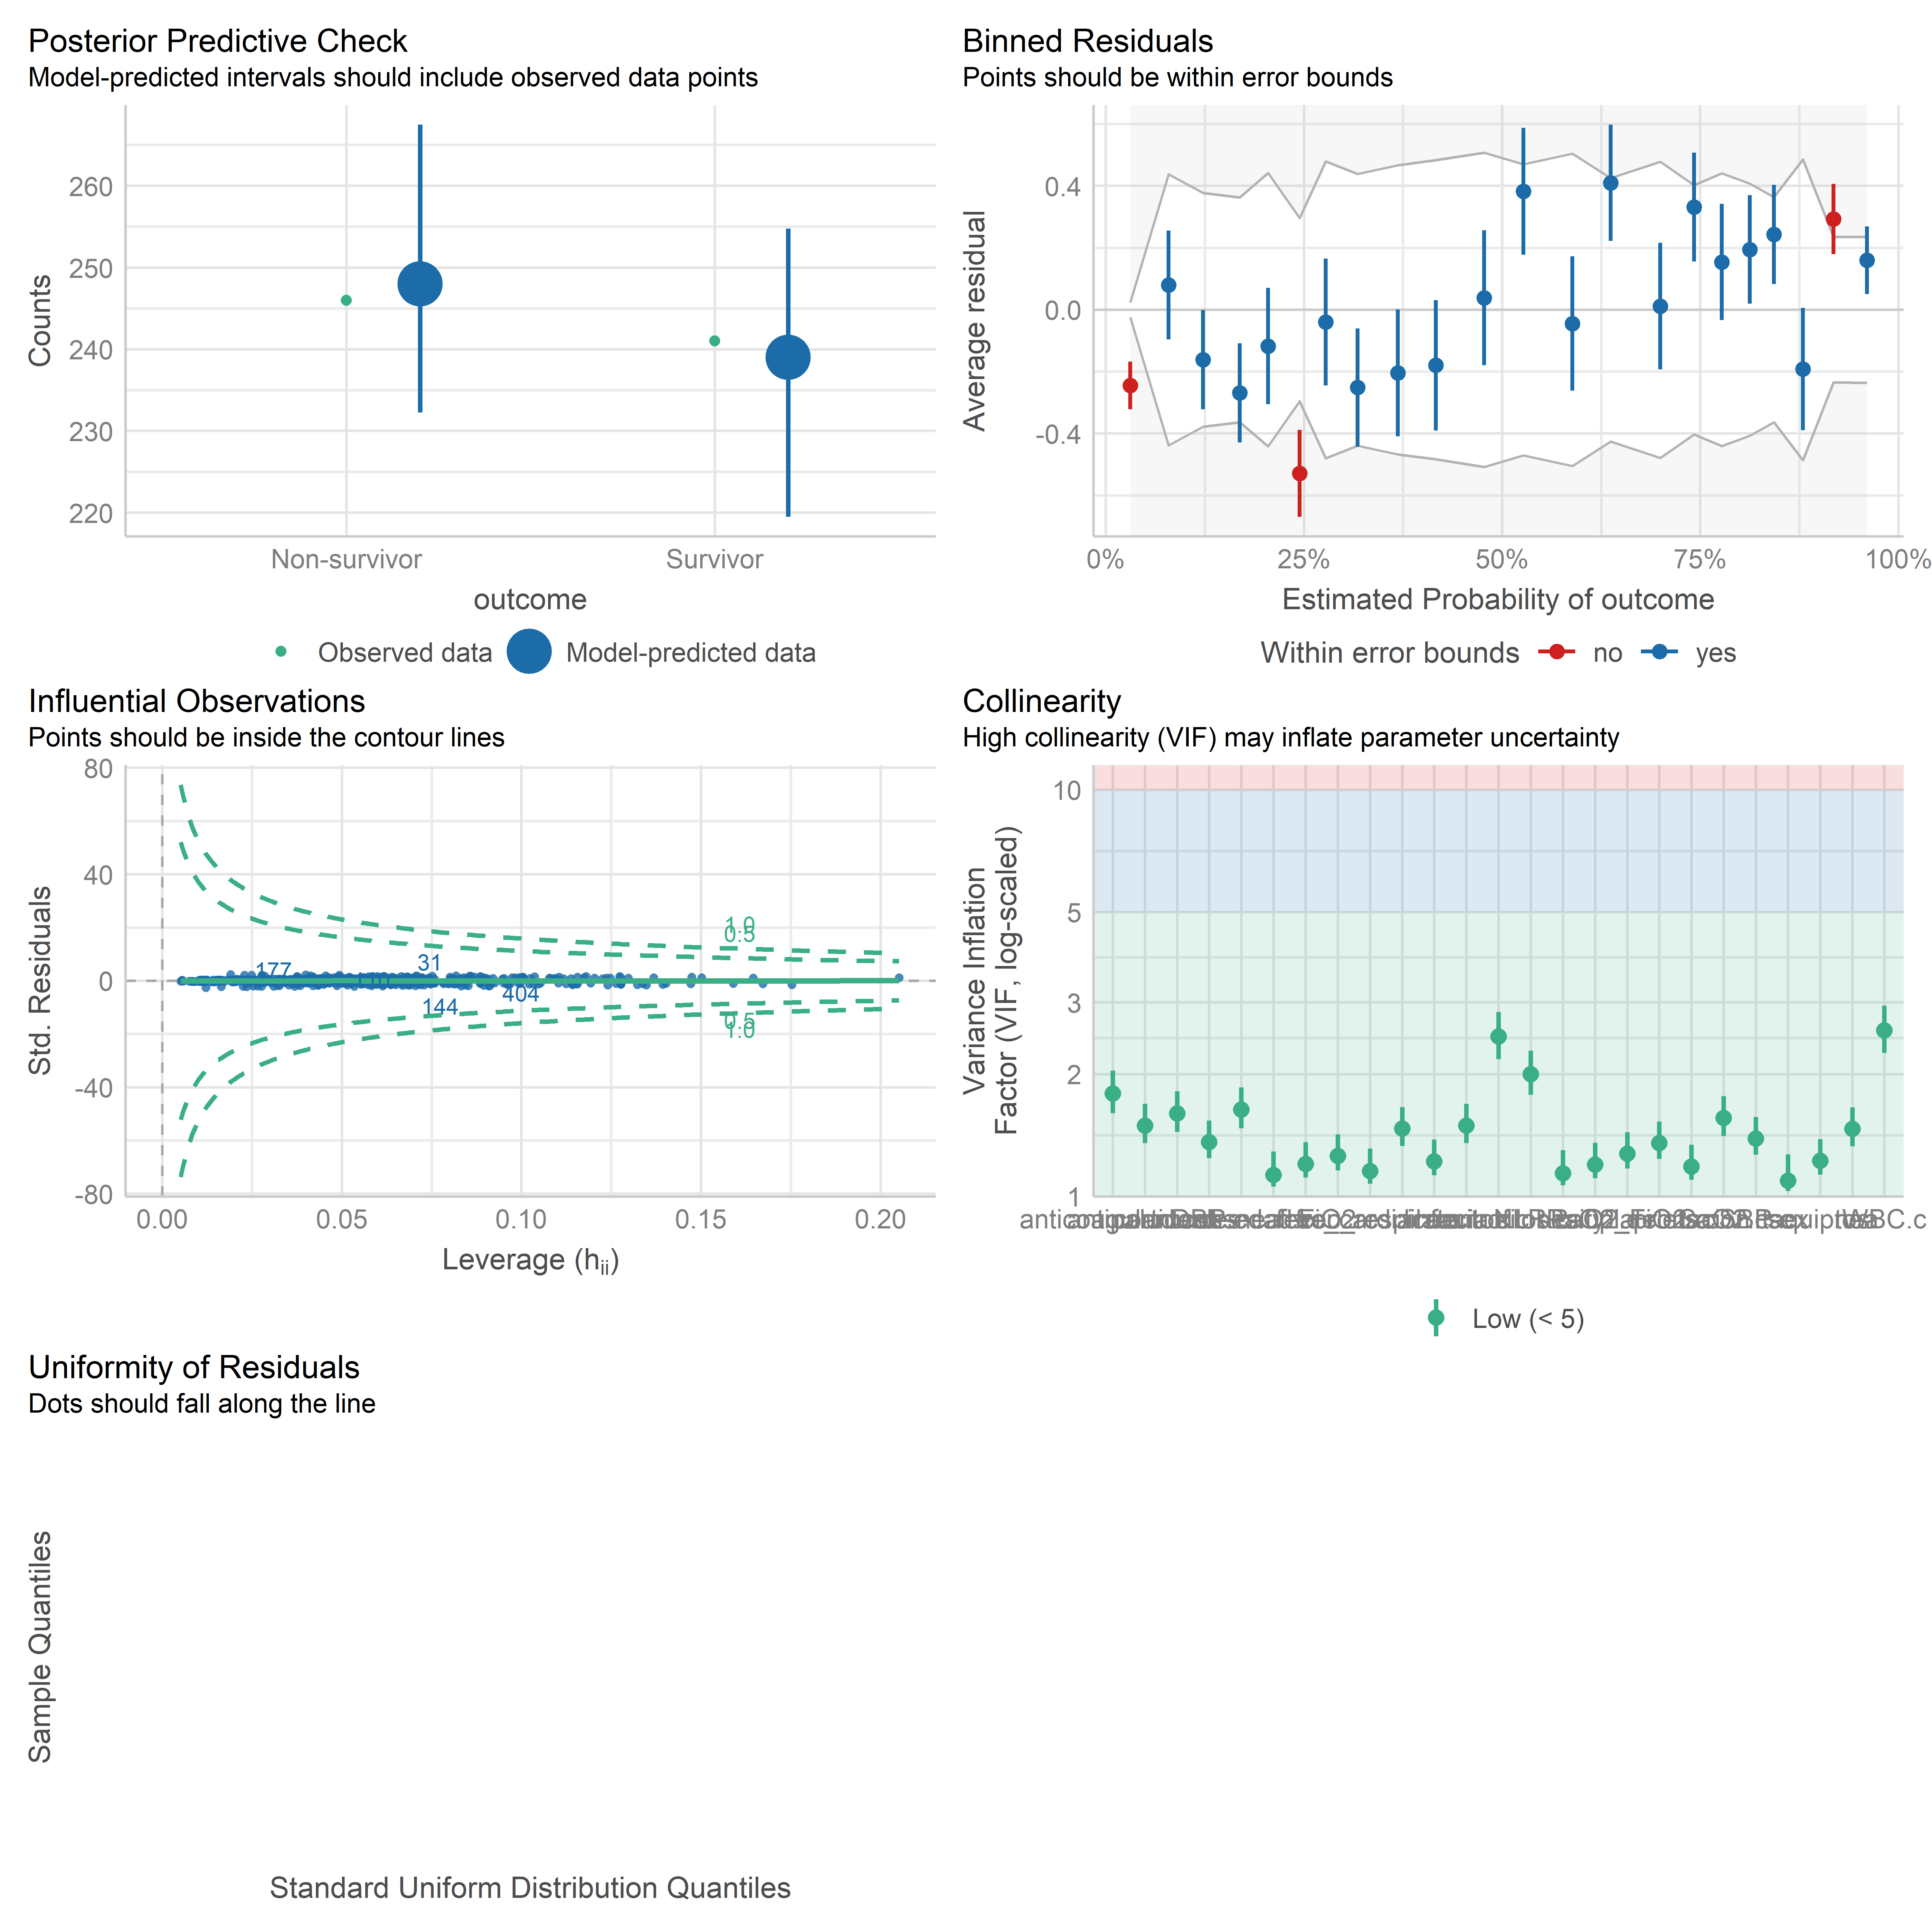 Posterior Predictive Check
Model-predicted intervals should include observed data points
Counts
260
250
240
230
220
Non-survivor
Survivor
outcome
Observed data
Model-predicted data
Binned Residuals
Points should be within error bounds
Average residual
0.4
0.0
-0.4
0%
25%
50%
75%
100%
Estimated Probability of outcome
Within error bounds
no
yes
Influential Observations
Points should be inside the contour lines
Std. Residuals
80
40
0
-40
-80
1.0
0.5
177
31
144
404
0.5
1.0
0.00
0.05
0.10
0.15
0.20
Leverage (hii)
Collinearity
High collinearity (VIF) may inflate parameter uncertainty
Variance Inflation
Factor (VIF, log-scaled)
10
5
3
2
1
WBC.c
Low (< 5)
Uniformity of Residuals
Dots should fall along the line
Sample Quantiles
Standard Uniform Distribution Quantiles